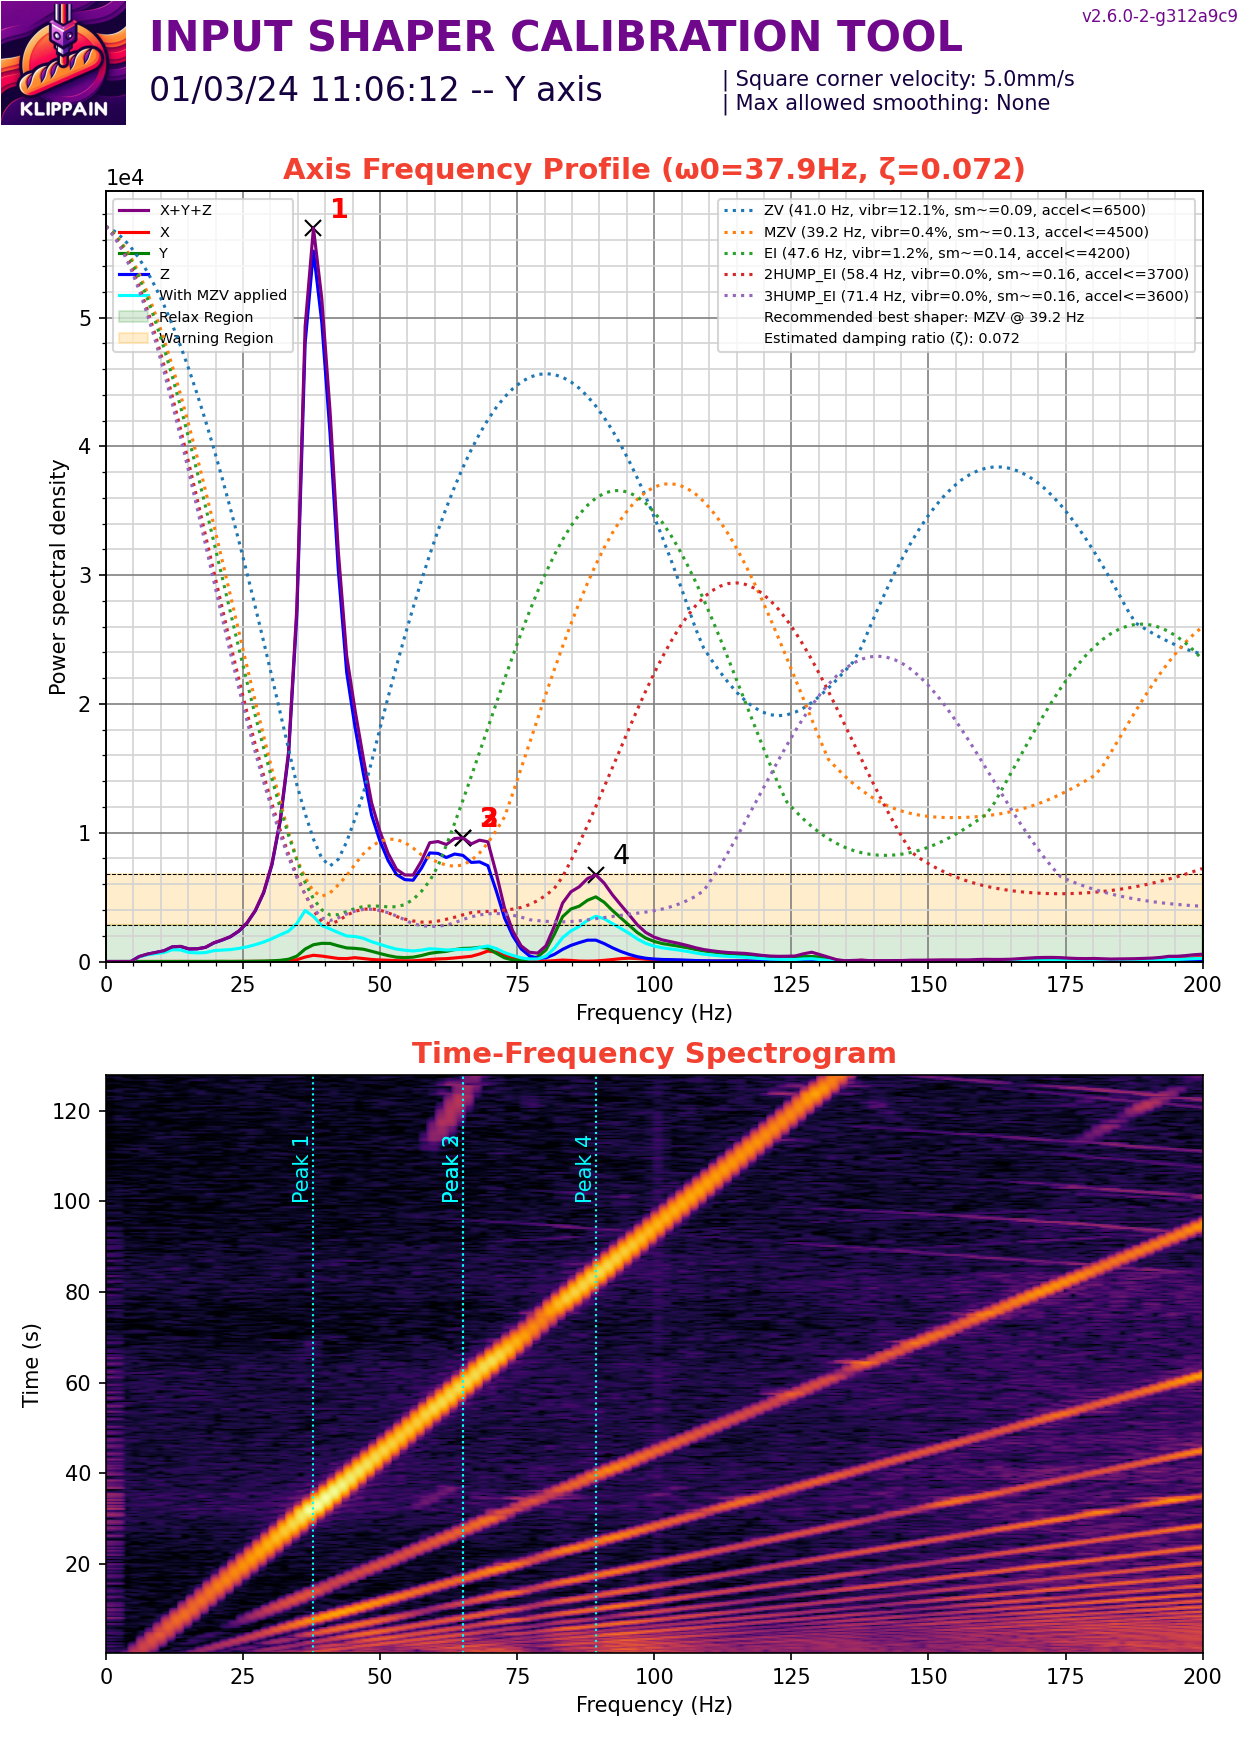 v2.6.0-2-g312a9c9
INPUT SHAPER CALIBRATION TOOL
01/03/24 11:06:12 -- Y axis
| Square corner velocity: 5.0mm/s
| Max allowed smoothing: None
KLIPPAIN
Axis Frequency Profile (ω0=37.9Hz, ζ=0.072)
1e4
X+Y+Z
X
Y
Z
With MZV applied
Relax Region
Warning Region
ZV (41.0 Hz, vibr=12.1%, sm~=0.09, accel<=6500)
MZV (39.2 Hz, vibr=0.4%, sm~=0.13, accel<=4500)
EI (47.6 Hz, vibr=1.2%, sm~=0.14, accel<=4200)
2HUMP_EI (58.4 Hz, vibr=0.0%, sm~=0.16, accel<=3700)
3HUMP_EI (71.4 Hz, vibr=0.0%, sm~=0.16, accel<=3600)
Recommended best shaper: MZV @ 39.2 Hz
Estimated damping ratio (ζ): 0.072
1
4
5
4
3
2
1
0
Power spectral density
0 25 50 75 100 125 150 175 200
Frequency (Hz)
Time-Frequency Spectrogram
Peak 1
Peak
Peak 4
120
100
80
60
40
20
Time (s)
0 25 50 75 100 125 150 175 200
Frequency (Hz)